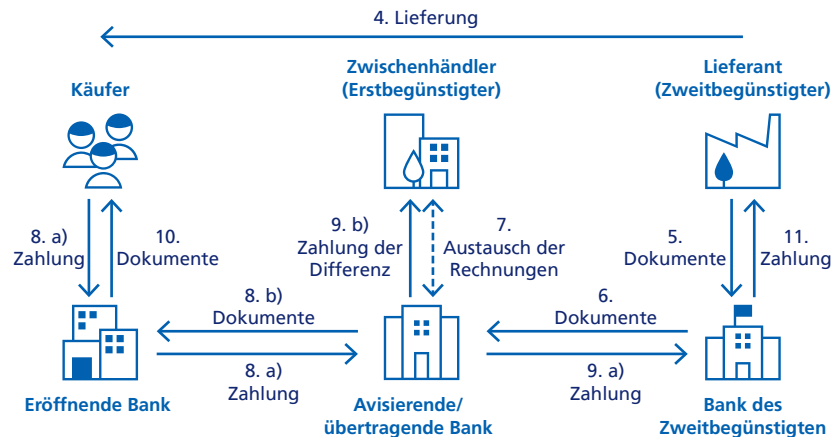 4. Lieferung
Käufer
Zwischenhändler
(Erstbegünstigter)
Lieferant
(Zweitbegünstigter)
8. a)
Zahlung
10.
Dokumente
9. b)
Zahlung der
Differenz
7.
Austausch der
Rechnungen
5.
Dokumente
11.
Zahlung
8. b)
Dokumente
8. a)
Zahlung
6.
Dokumente
9. a)
Zahlung
Eröffnende Bank
Avisierende/
übertragende Bank
Bank des
Zweitbegünstigten